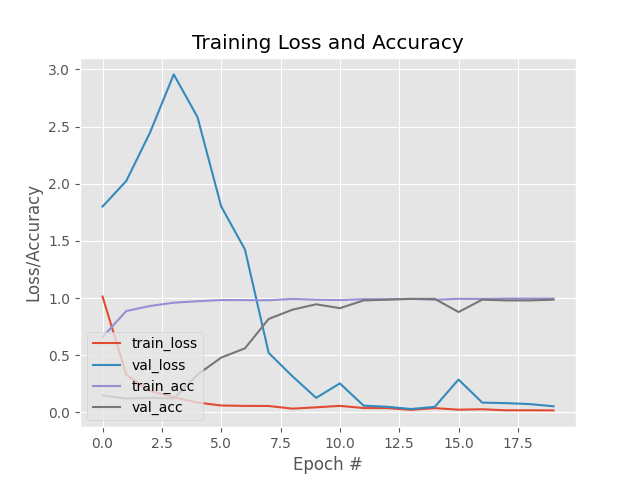 Training Loss and Accuracy
3.0
2.5
2.0
1.5
1.0
0.5
0.0
Loss/Accuracy
train_loss
val_loss
train_acc
val_acc
0.0 2.5 5.0 7.5 10.0 12.5 15.0 17.5
Epoch #